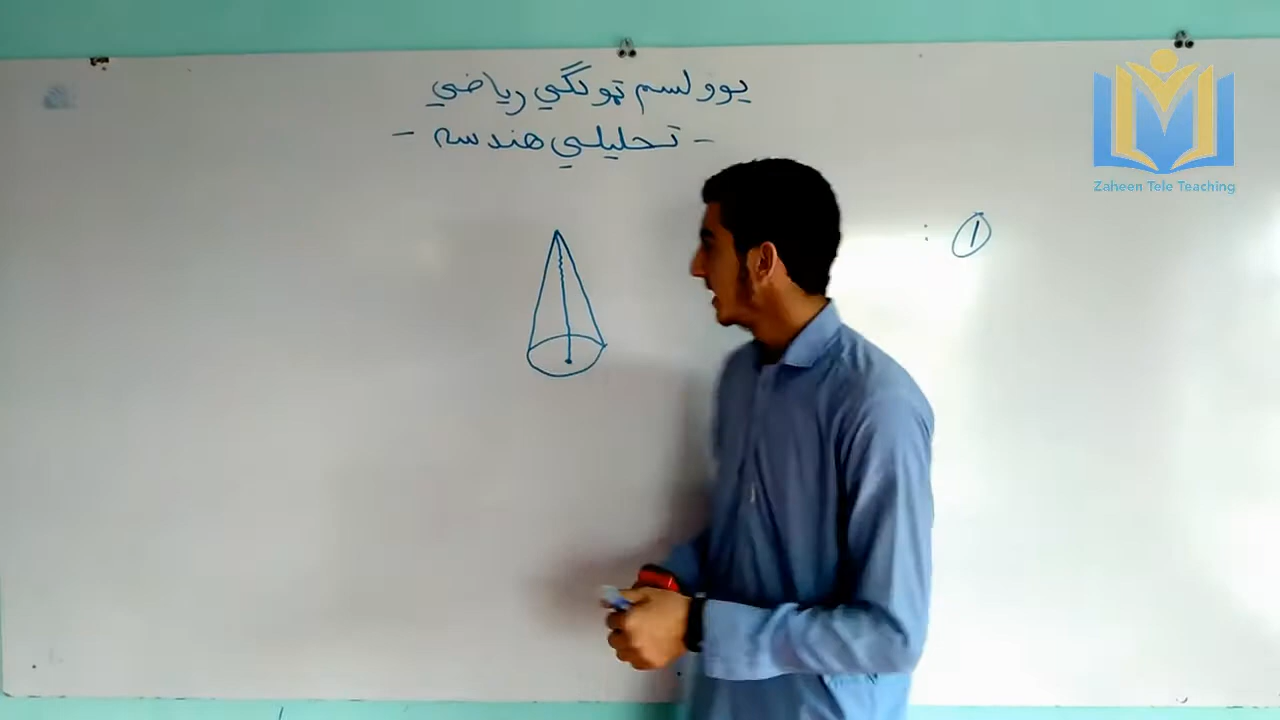 یوولسم ټولګي ریاضي
- تحلیلي هندسه -
① :
Zaheen Tele Teaching